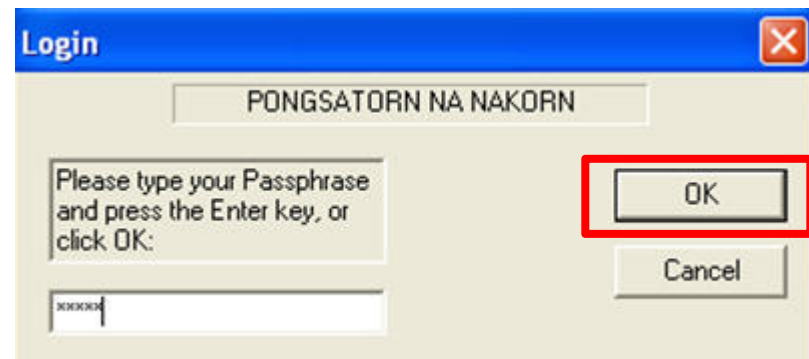 Login
PONGSATORN NA NAKORN
Please type your Passphrase
and press the Enter key, or
click OK:
OK
Cancel
×××××